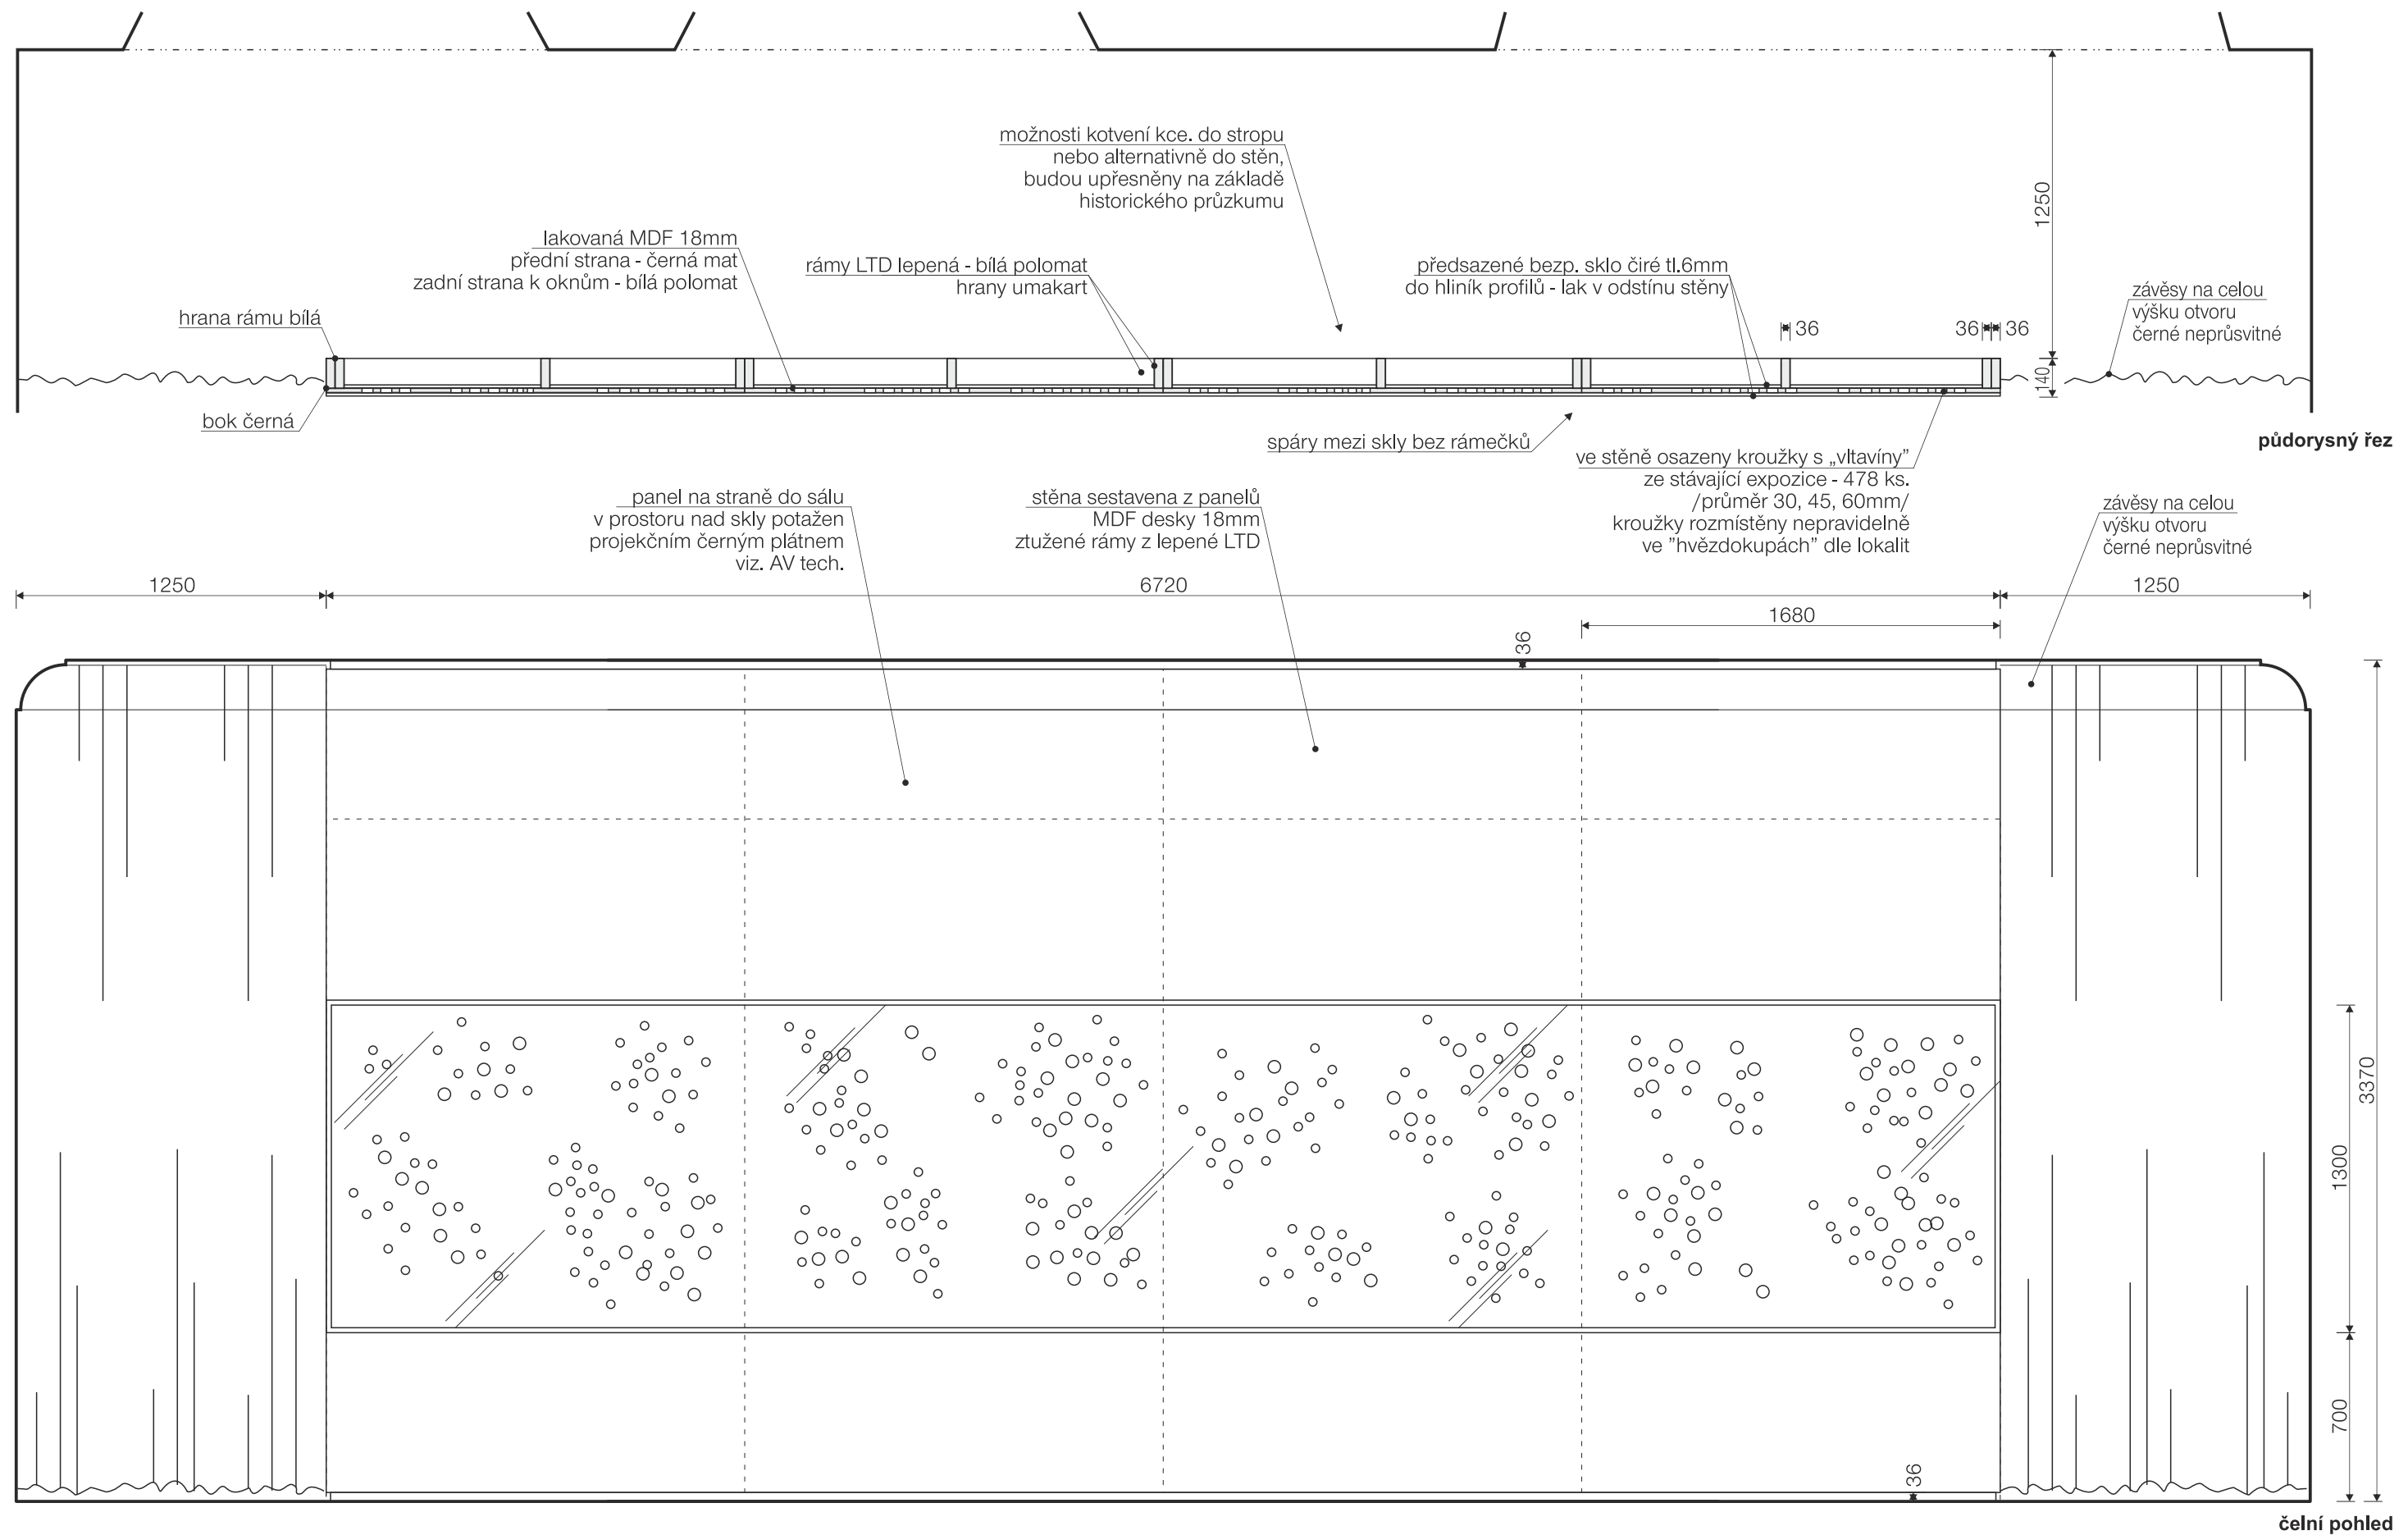 možnosti kotvení kce. do stropu
nebo alternativně do stěn,
budou upřesněny na základě
historického průzkumu
1250
lakovaná MDF 18mm
přední strana - černá mat
zadní strana k oknům - bílá polomat
rámy LTD lepená - bílá polomat
hrany umakart
předsazené bezp. sklo čiré tl.6mm
do hliník profilů - lak v odstínu stěny
závěsy na celou
výšku otvoru
černé neprůsvitné
hrana rámu bílá
36
36
36
140
bok černá
spáry mezi skly bez rámečků
půdorysný řez
ve stěně osazeny kroužky s „vltavíny”
ze stávající expozice - 478 ks.
/průměr 30, 45, 60mm/
kroužky rozmístěny nepravidelně
ve ”hvězdokupách” dle lokalit
panel na straně do sálu
v prostoru nad skly potažen
projekčním černým plátnem
viz. AV tech.
stěna sestavena z panelů
MDF desky 18mm
ztužené rámy z lepené LTD
závěsy na celou
výšku otvoru
černé neprůsvitné
1250
6720
1250
1680
36
3370
1300
700
36
čelní pohled